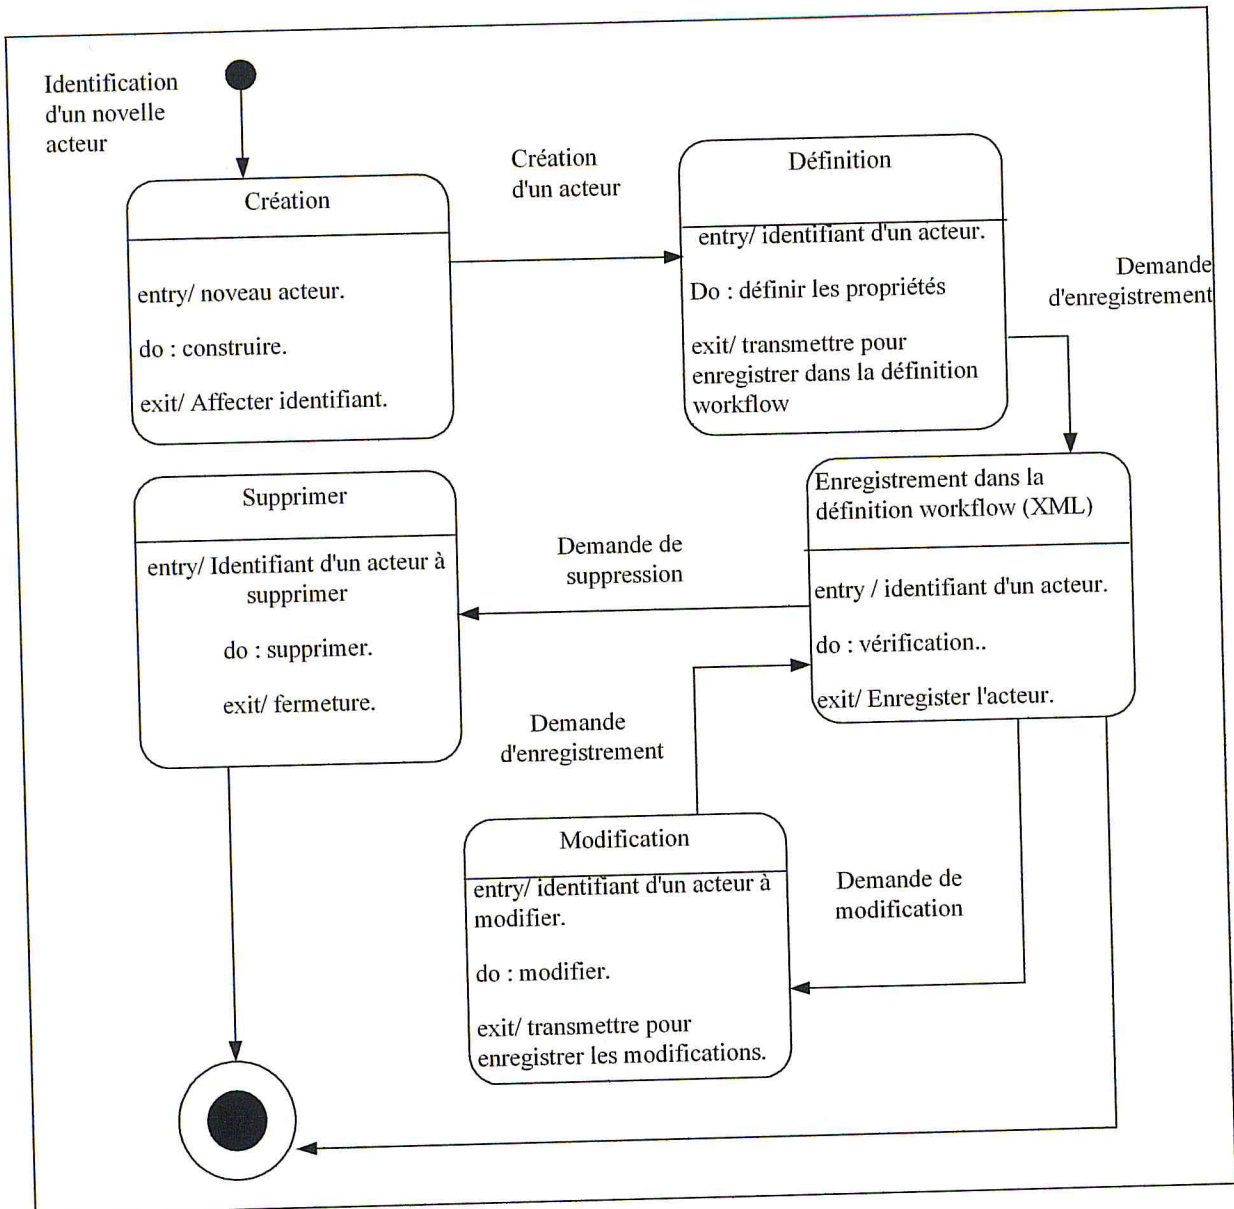 Identification
d'un novelle
acteur
Création
entry/ noveau acteur.
do : construire.
exit/ Affecter identifiant.
Création
d'un acteur
Définition
entry/ identifiant d'un acteur.
Do : définir les propriétés
exit/ transmettre pour
enregistrer dans la définition
workflow
Demande
d'enregistrement
Enregistrement dans la
définition workflow (XML)
entry / identifiant d'un acteur.
do : vérification..
exit/ Enregister l'acteur.
Demande de
suppression
Supprimer
entry/ Identifiant d'un acteur à
supprimer
do : supprimer.
exit/ fermeture.
Demande
d'enregistrement
Modification
entry/ identifiant d'un acteur à
modifier.
do : modifier.
exit/ transmettre pour
enregistrer les modifications.
Demande de
modification